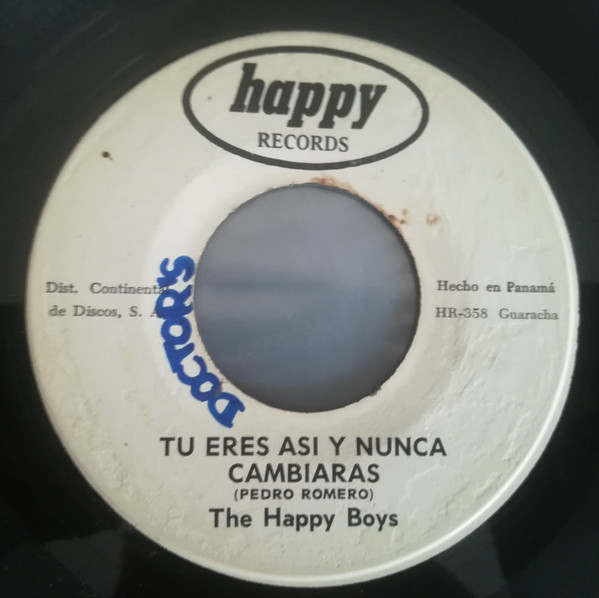 happy
RECORDS
Dist. Continental
de Discos, S. A.
DOCTOR'S
Hecho en Panamá
HR-358 Guaracha
TU ERES ASI Y NUNCA
CAMBIARAS
(PEDRO ROMERO)
The Happy Boys